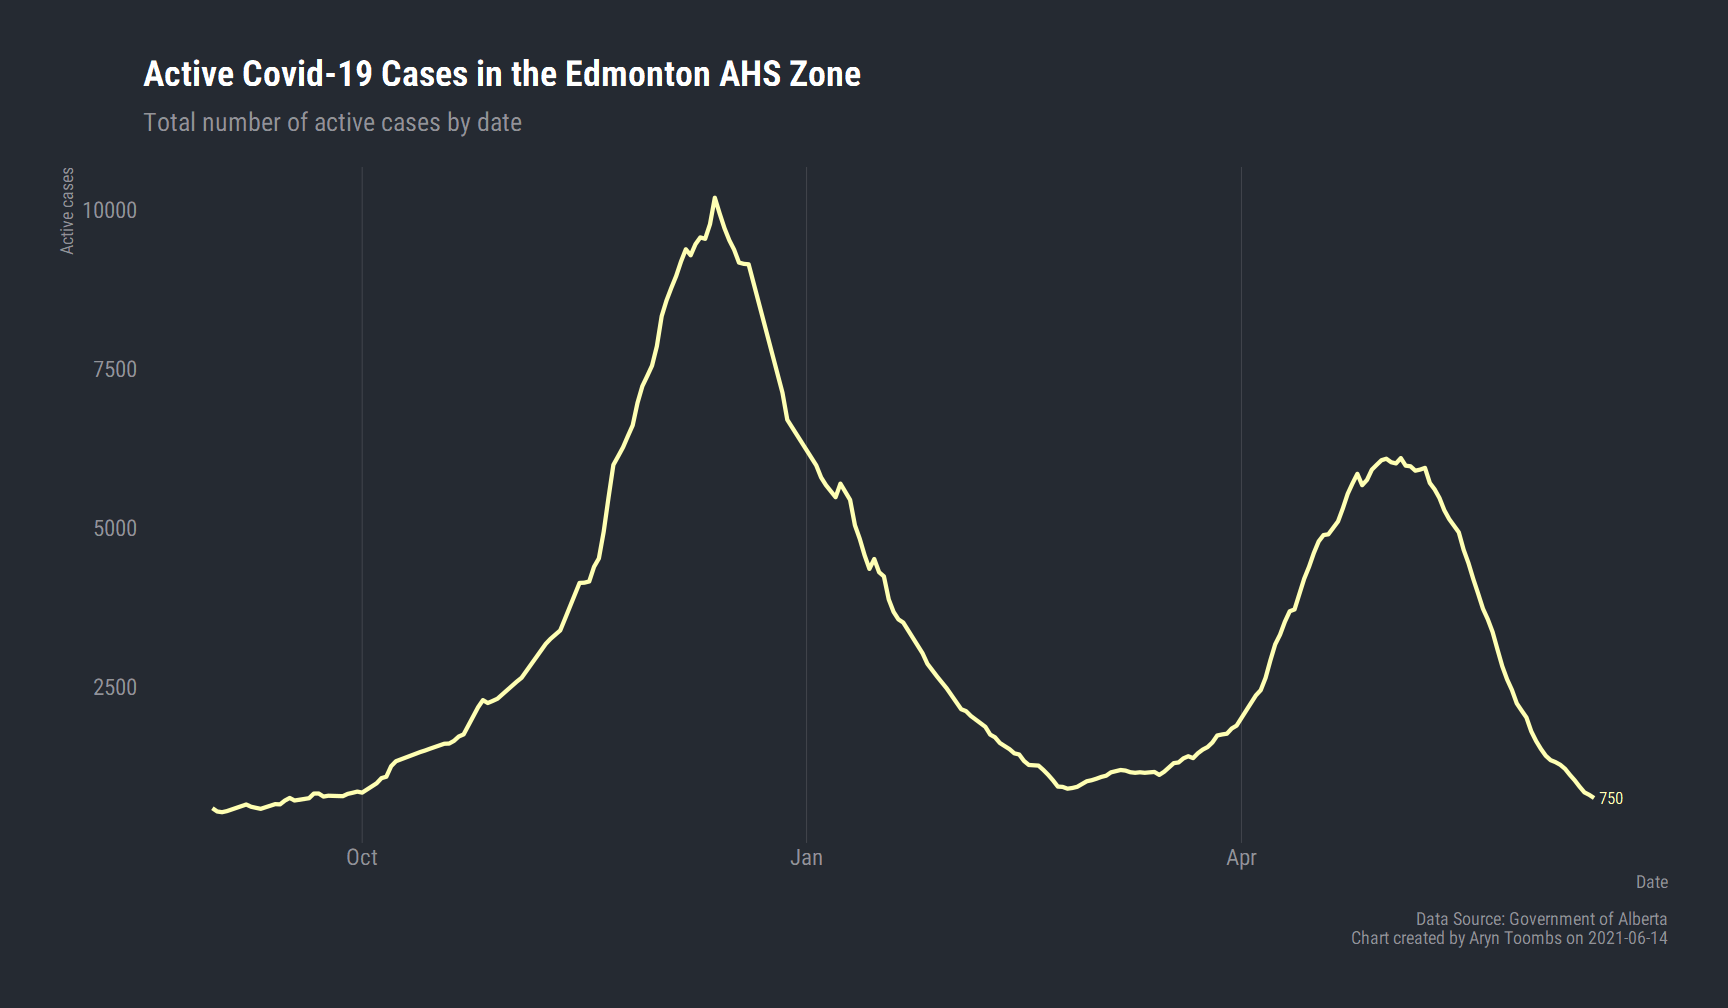 Active Covid-19 Cases in the Edmonton AHS Zone
Total number of active cases by date
Active cases
10000
7500
5000
2500
750
Oct
Jan
Apr
Date
Data Source: Government of Alberta
Chart created by Aryn Toombs on 2021-06-14